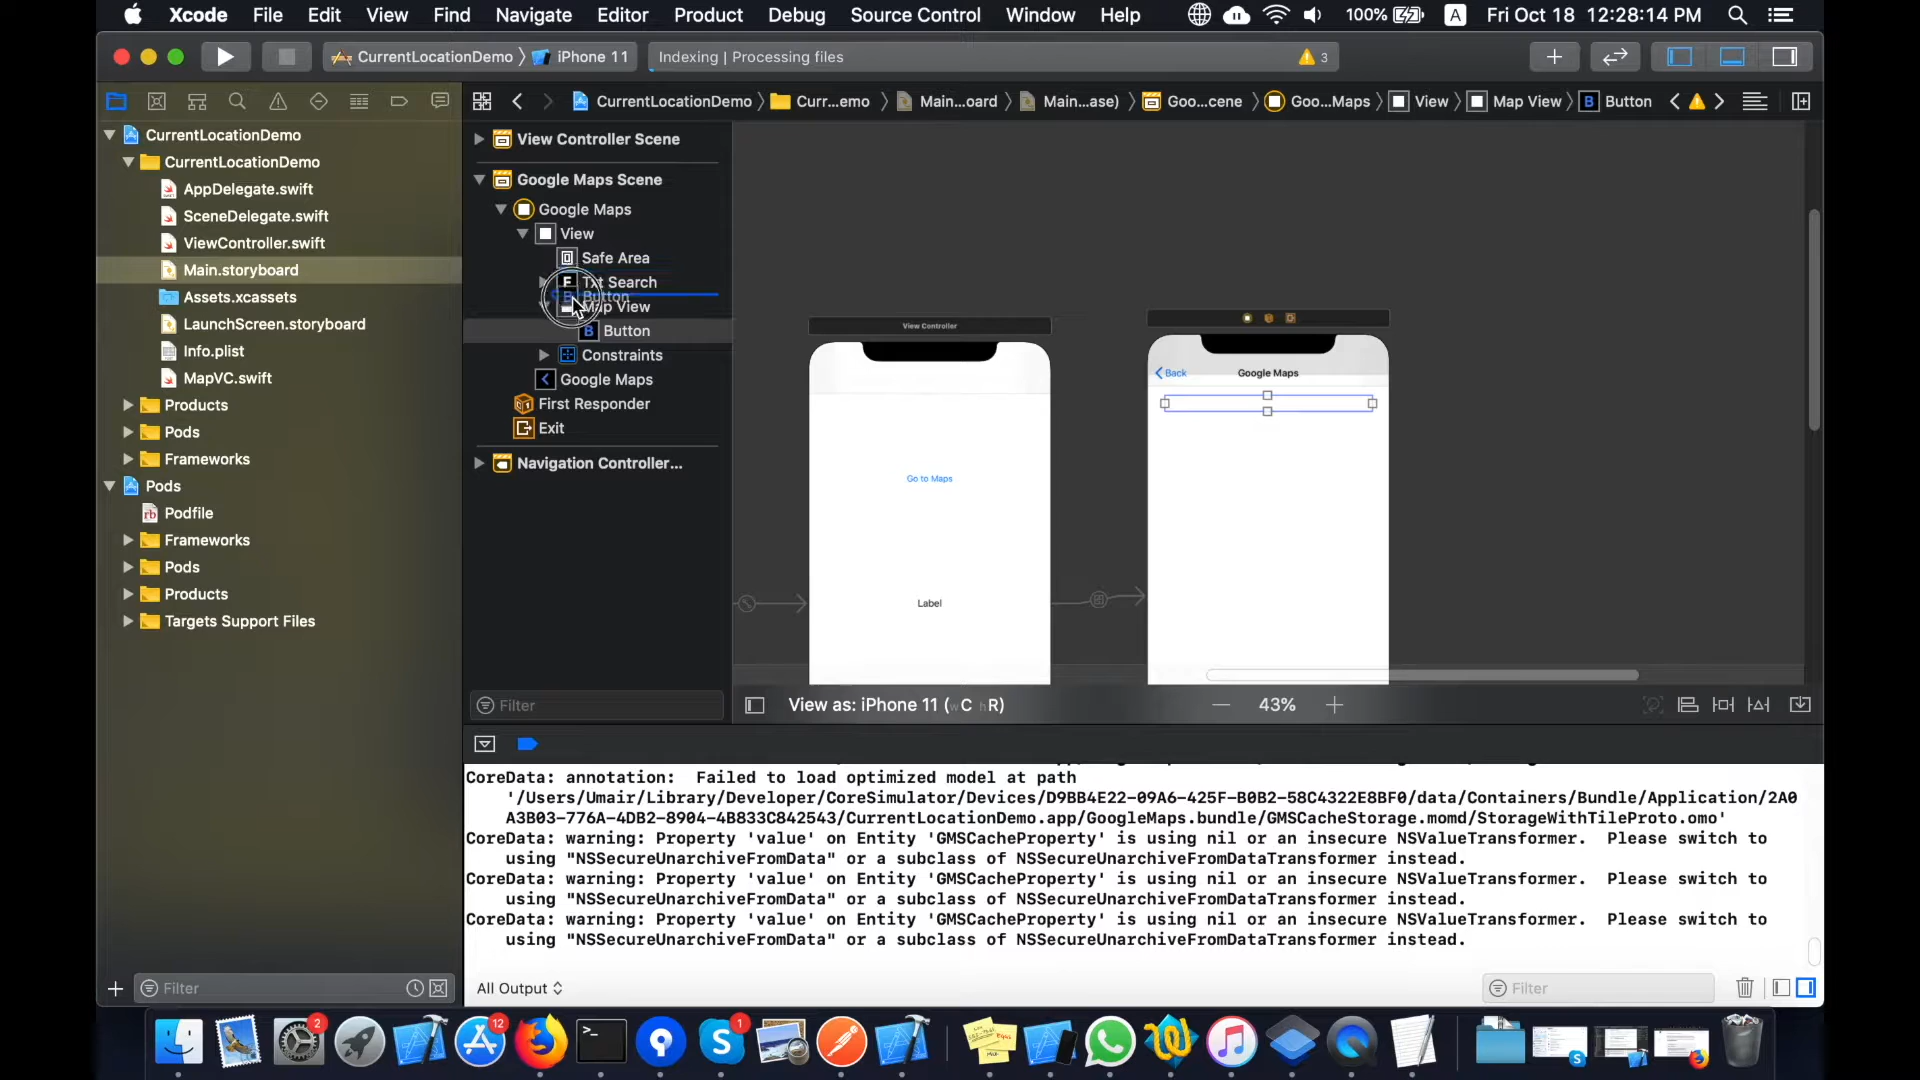 Xcode File Edit View Find Navigate Editor Product Debug Source Control Window Help 100% A Fri Oct 18 12:28:14 PM
CurrentLocationDemo iPhone 11 Indexing | Processing files 3
CurrentLocationDemo Curr...emo Main...oard Main...ase) Goo...cene Goo...Maps View Map View B Button
CurrentLocationDemo
CurrentLocationDemo
AppDelegate.swift
SceneDelegate.swift
ViewController.swift
Main.storyboard
Assets.xcassets
LaunchScreen.storyboard
Info.plist
MapVC.swift
Products
Pods
Frameworks
Pods
Podfile
Frameworks
Pods
Products
Targets Support Files
Filter
View Controller Scene
Google Maps Scene
Google Maps
View
Safe Area
F Txt Search
B Button
Map View
B Button
Constraints
Google Maps
First Responder
Exit
Navigation Controller...
Filter
View Controller
Go to Maps
Label
Back Google Maps
View as: iPhone 11 (wC hR) 43%
CoreData: annotation:  Failed to load optimized model at path
'/Users/Umair/Library/Developer/CoreSimulator/Devices/D9BB4E22-09A6-425F-B0B2-58C4322E8BF0/data/Containers/Bundle/Application/2A0
A3B03-776A-4DB2-8904-4B833C842543/CurrentLocationDemo.app/GoogleMaps.bundle/GMSCacheStorage.momd/StorageWithTileProto.omo'
CoreData: warning: Property 'value' on Entity 'GMSCacheProperty' is using nil or an insecure NSValueTransformer.  Please switch to
using "NSSecureUnarchiveFromData" or a subclass of NSSecureUnarchiveFromDataTransformer instead.
CoreData: warning: Property 'value' on Entity 'GMSCacheProperty' is using nil or an insecure NSValueTransformer.  Please switch to
using "NSSecureUnarchiveFromData" or a subclass of NSSecureUnarchiveFromDataTransformer instead.
CoreData: warning: Property 'value' on Entity 'GMSCacheProperty' is using nil or an insecure NSValueTransformer.  Please switch to
using "NSSecureUnarchiveFromData" or a subclass of NSSecureUnarchiveFromDataTransformer instead.
All Output Filter
2 12 1